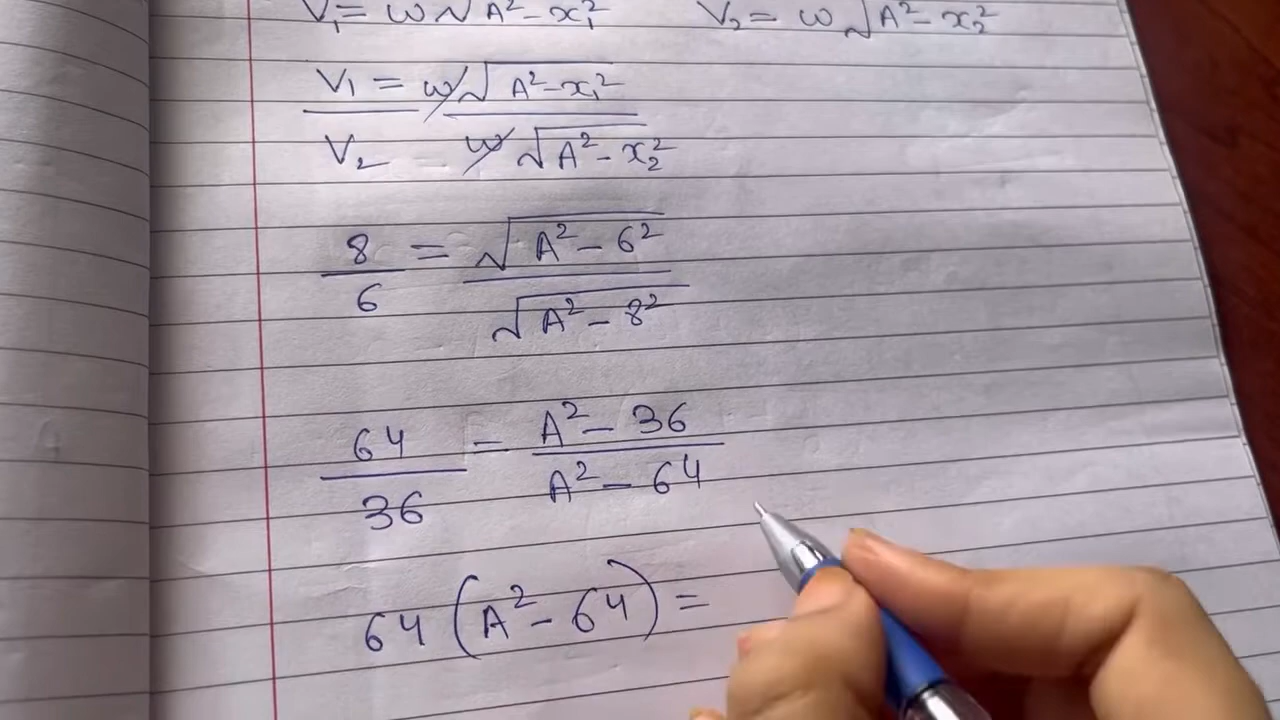 V₁ = ω√A² - x₁² V₂ = ω√A² - x₂²
V₁ = ω√A² - x₁²
V₂ ω√A² - x₂²
8 = √A² - 6²
6 √A² - 8²
64 = A² - 36
36 A² - 64
64 (A² - 64) =